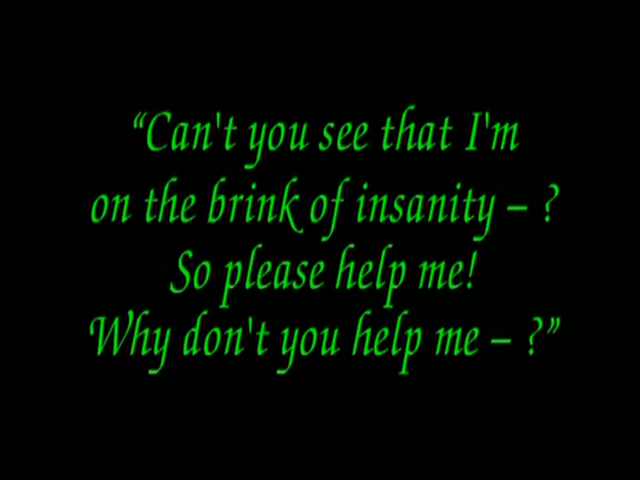 “Can't you see that I'm
on the brink of insanity – ?
So please help me!
Why don't you help me – ?”